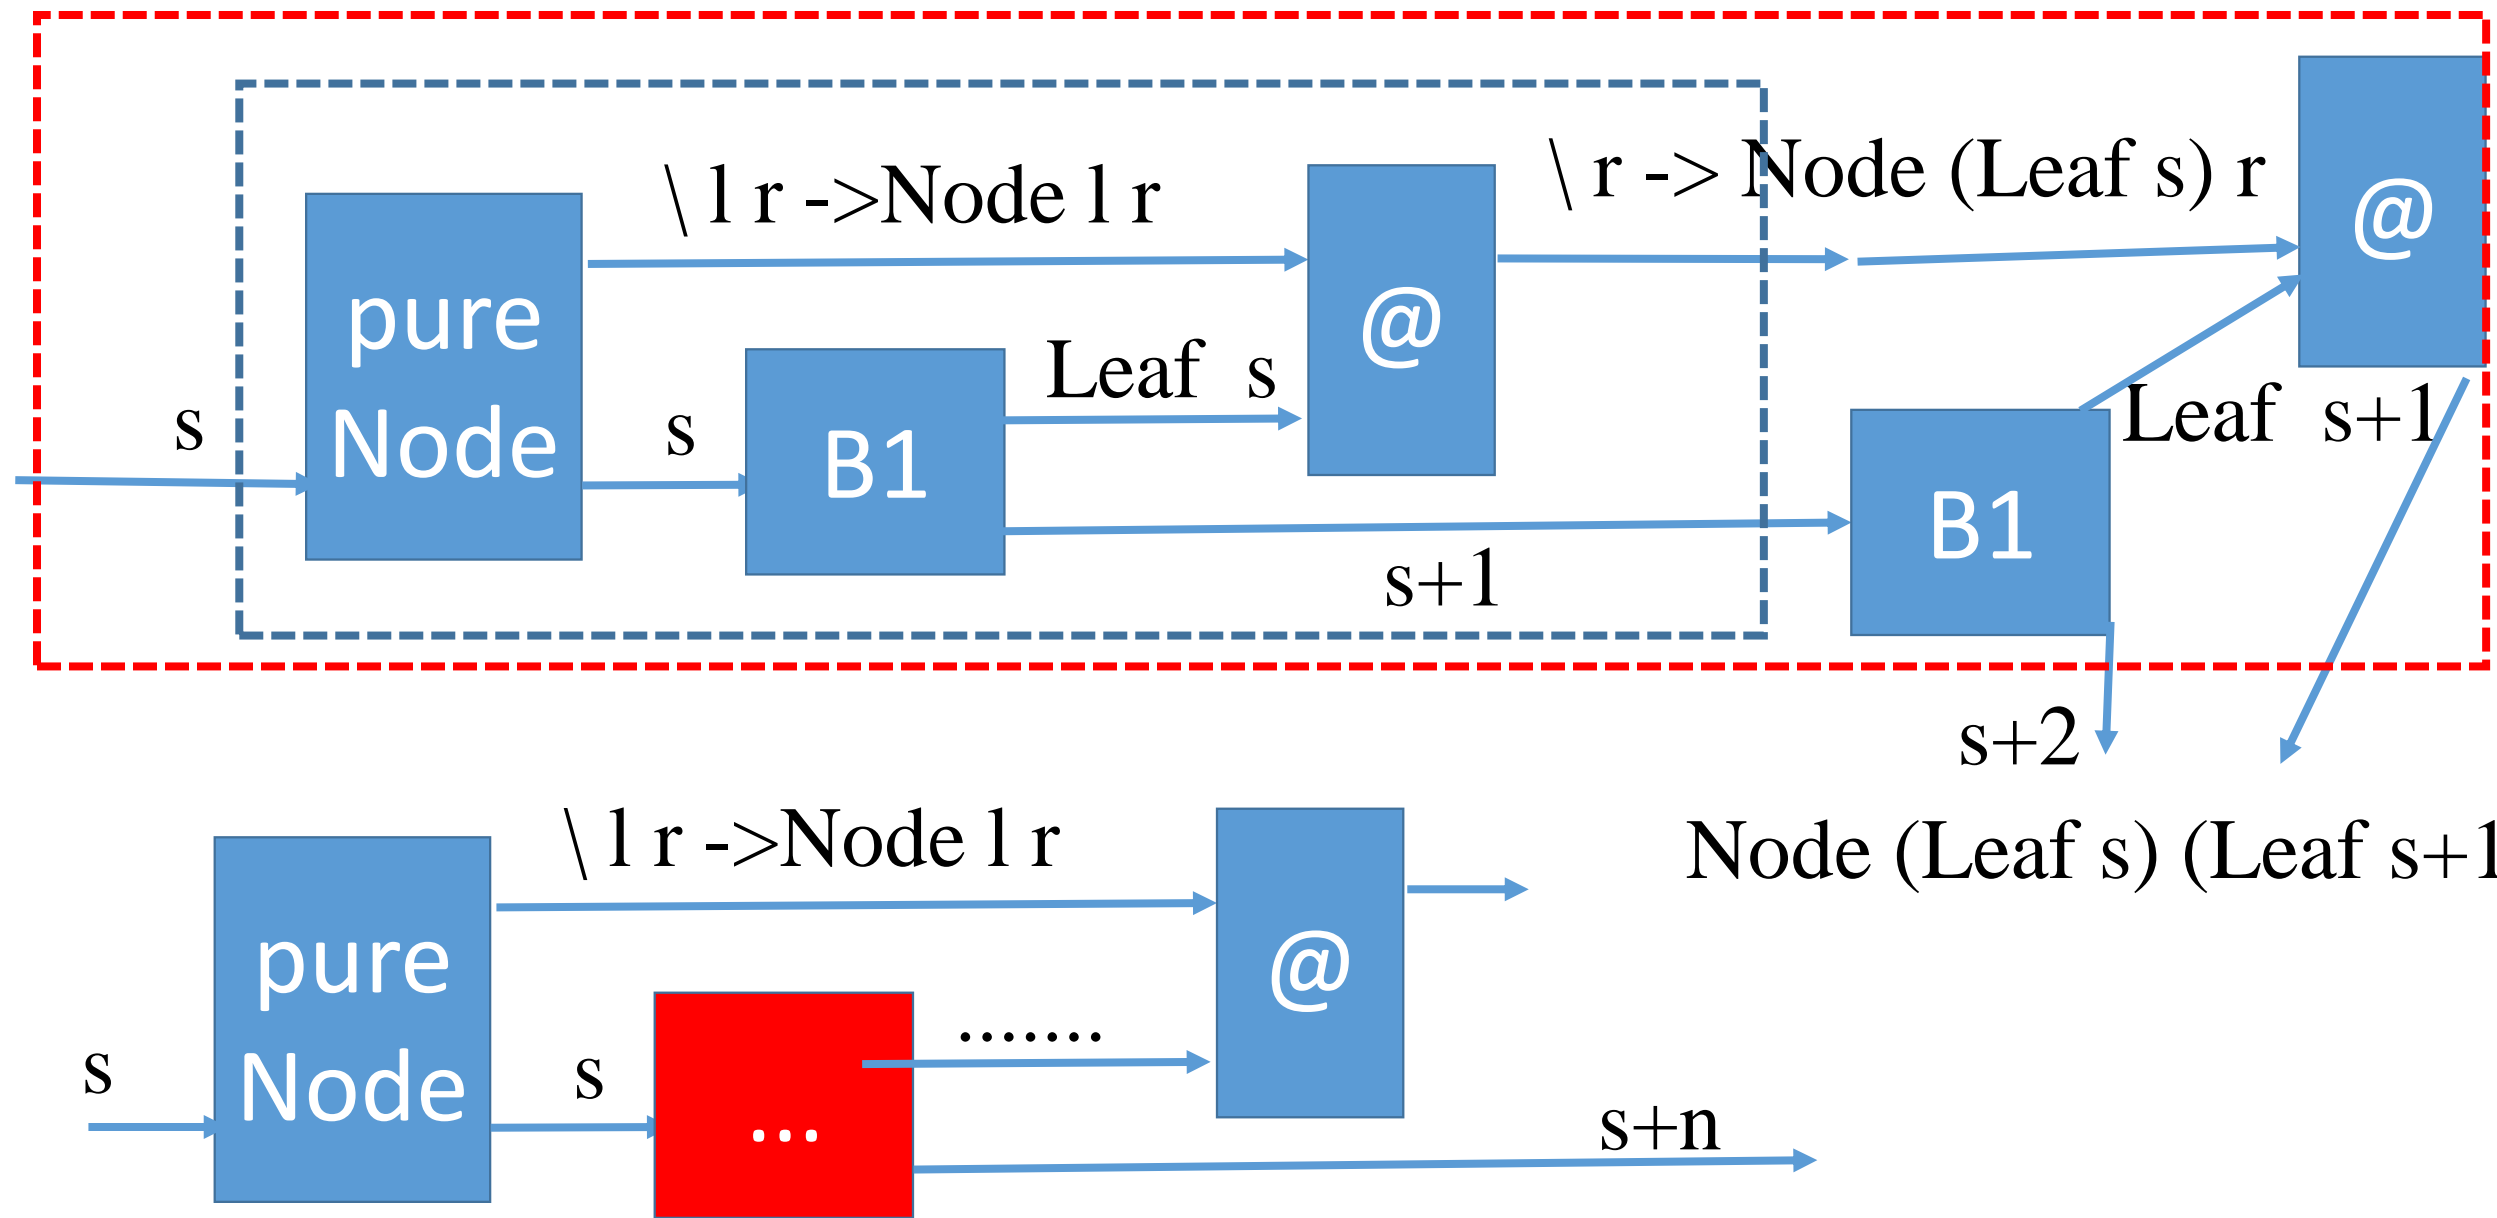 \ l r ->Node l r
\ r -> Node (Leaf s) r
@
pure
Node
@
Leaf s
s
s
B1
Leaf s+1
B1
s+1
s+2
\ l r ->Node l r
Node (Leaf s) (Leaf s+1
pure
Node
@
.......
s
s
...
s+n